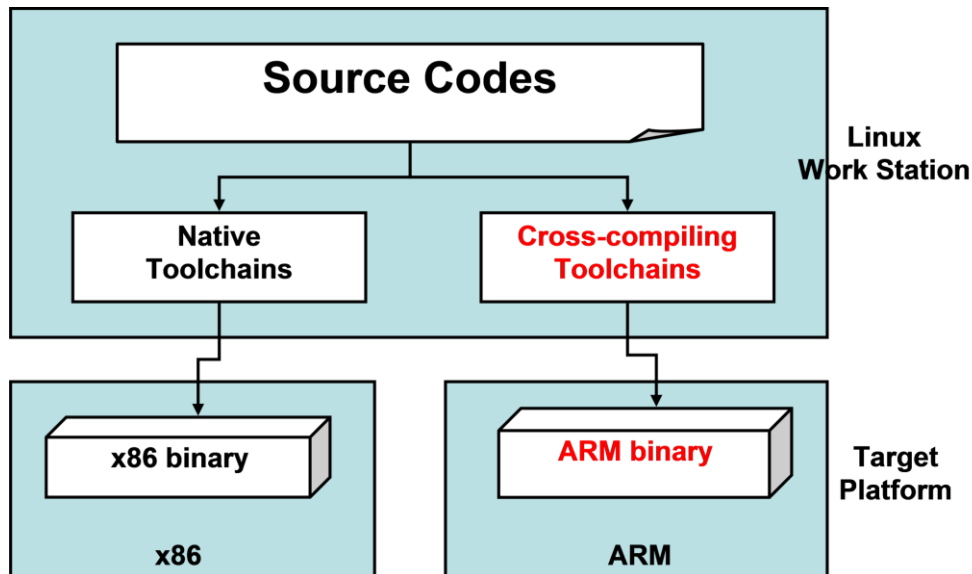 Source Codes
Linux
Work Station
Native
Toolchains
Cross-compiling
Toolchains
x86 binary
ARM binary
Target
Platform
x86
ARM